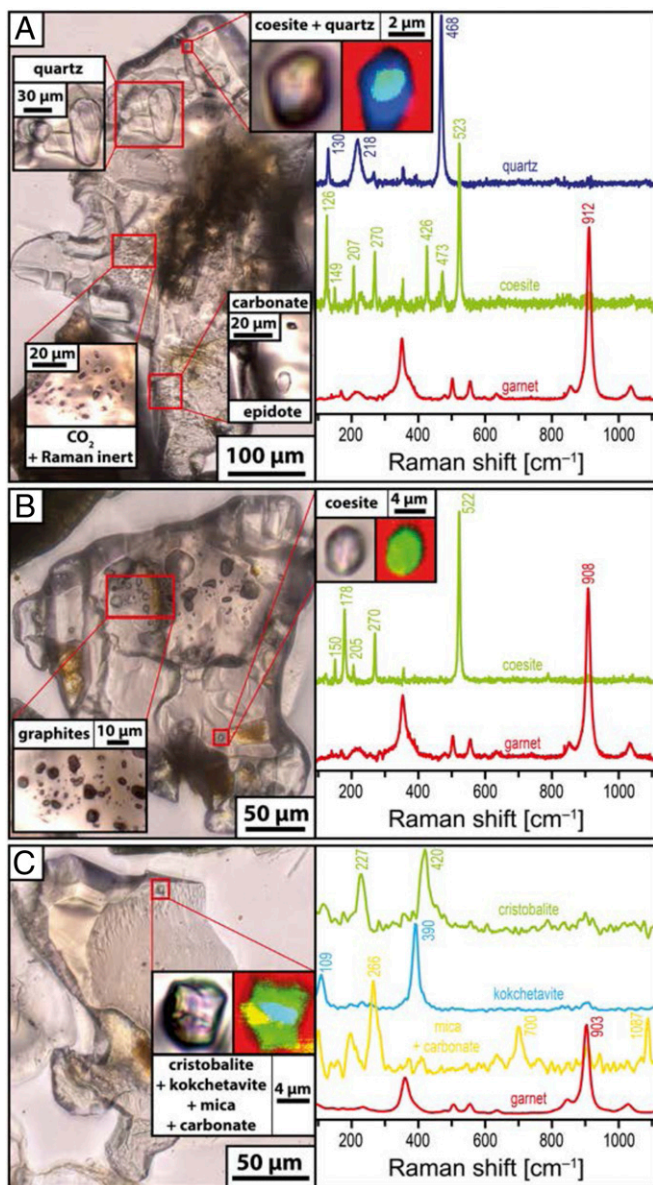 A
quartz
30 µm
coesite + quartz
2 µm
20 µm
CO2
+ Raman inert
carbonate
20 µm
epidote
100 µm
468
130
218
quartz
523
126
149
207
270
426
473
coesite
912
garnet
200 400 600 800 1000
Raman shift [cm⁻¹]
B
graphites
10 µm
50 µm
coesite
4 µm
522
150
178
205
270
coesite
908
garnet
200 400 600 800 1000
Raman shift [cm⁻¹]
C
cristobalite
+ kokchetavite
+ mica
+ carbonate
4 µm
50 µm
227
420
cristobalite
109
390
kokchetavite
266
mica
+ carbonate
700
903
1087
garnet
200 400 600 800 1000
Raman shift [cm⁻¹]